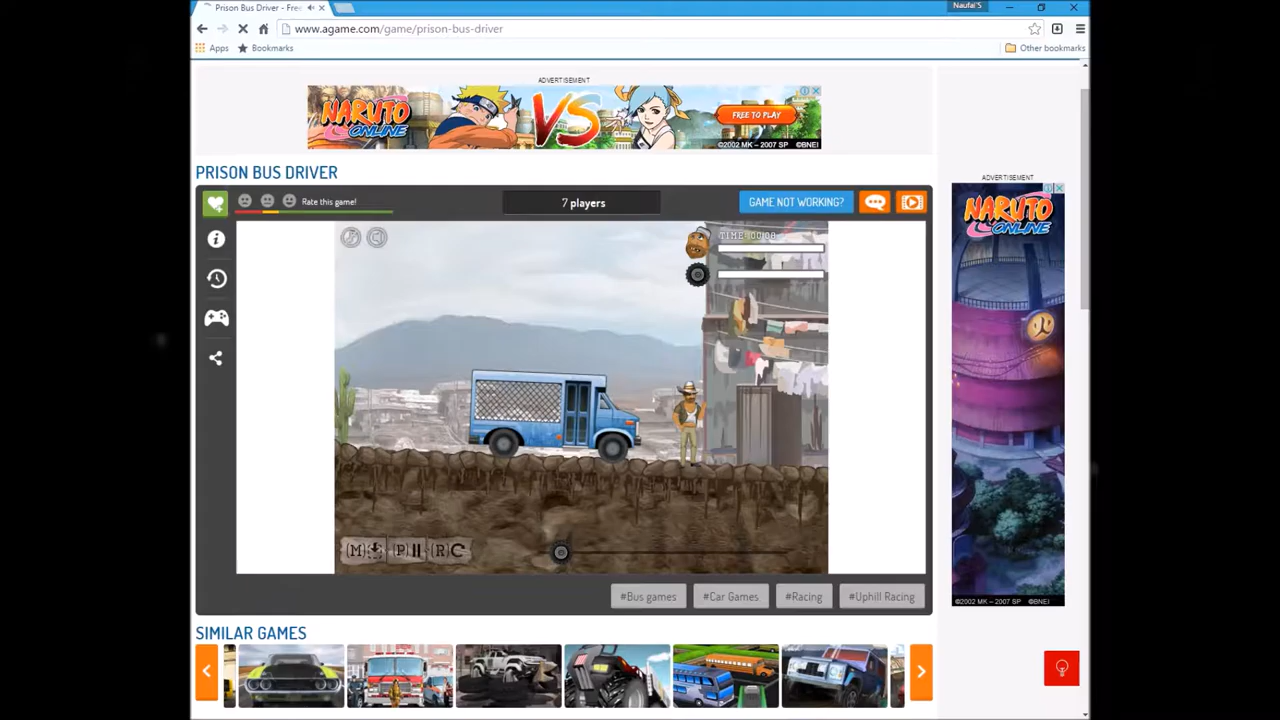 Prison Bus Driver - Free
Naufal'S
www.agame.com/game/prison-bus-driver
Apps
Bookmarks
Other bookmarks
ADVERTISEMENT
NARUTO
ONLINE
VS
FREE TO PLAY
©2002 MK – 2007 SP ©BNEI
PRISON BUS DRIVER
Rate this game!
7 players
GAME NOT WORKING?
TIME:00:08
(M) (P) (R)
#Bus games
#Car Games
#Racing
#Uphill Racing
SIMILAR GAMES
ADVERTISEMENT
NARUTO
ONLINE
©2002 MK – 2007 SP ©BNEI